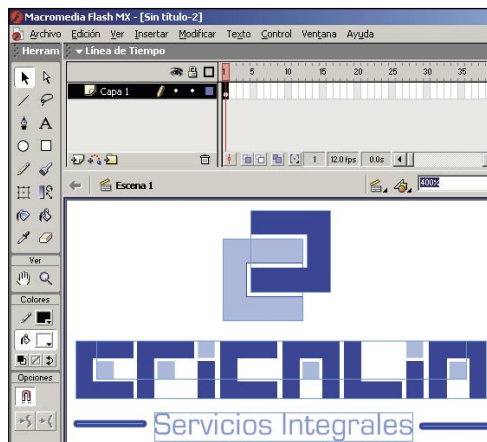 Macromedia Flash MX - [Sin título-2]
Archivo Edición Ver Insertar Modificar Texto Control Ventana Ayuda
Herram Línea de Tiempo
1 5 10 15 20 25 30 35
Capa 1
1 12.0 fps 0.0s
Escena 1 400%
Ver
Colores
Opciones
Servicios Integrales